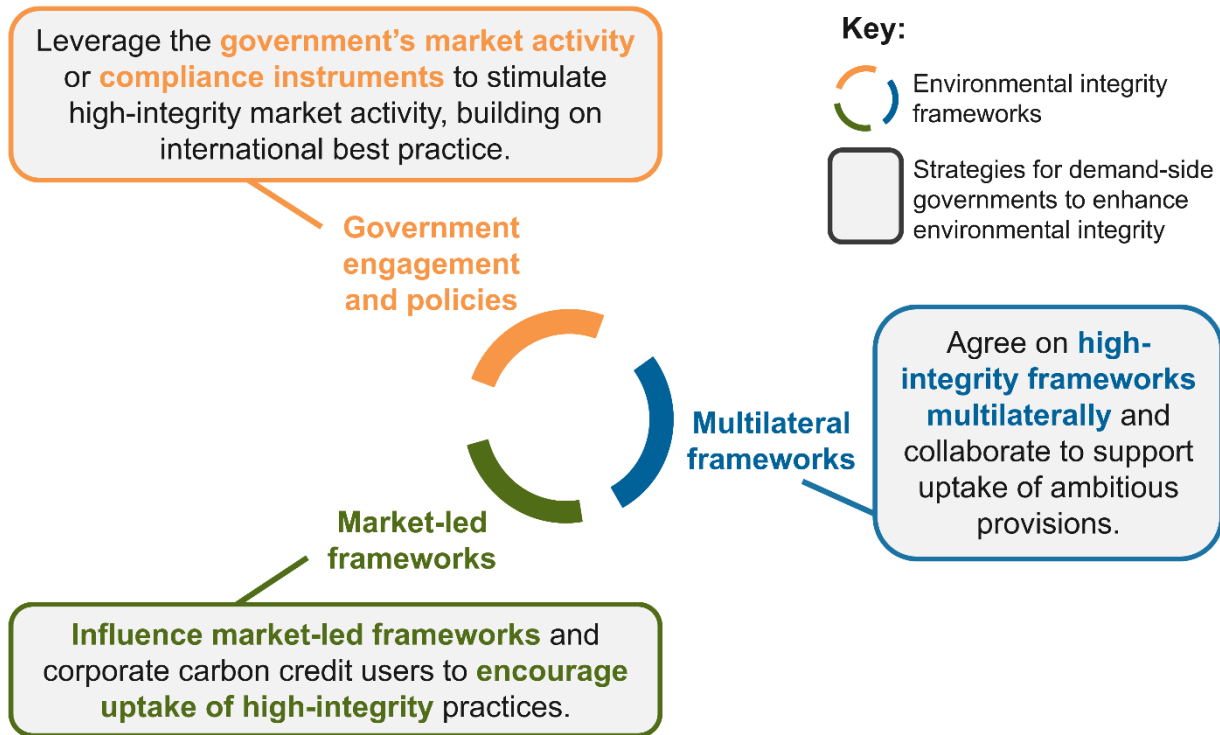 Leverage the government’s market activity
or compliance instruments to stimulate
high-integrity market activity, building on
international best practice.
Key:
Environmental integrity
frameworks
Strategies for demand-side
governments to enhance
environmental integrity
Government
engagement
and policies
Multilateral
frameworks
Agree on high-
integrity frameworks
multilaterally and
collaborate to support
uptake of ambitious
provisions.
Market-led
frameworks
Influence market-led frameworks and
corporate carbon credit users to encourage
uptake of high-integrity practices.